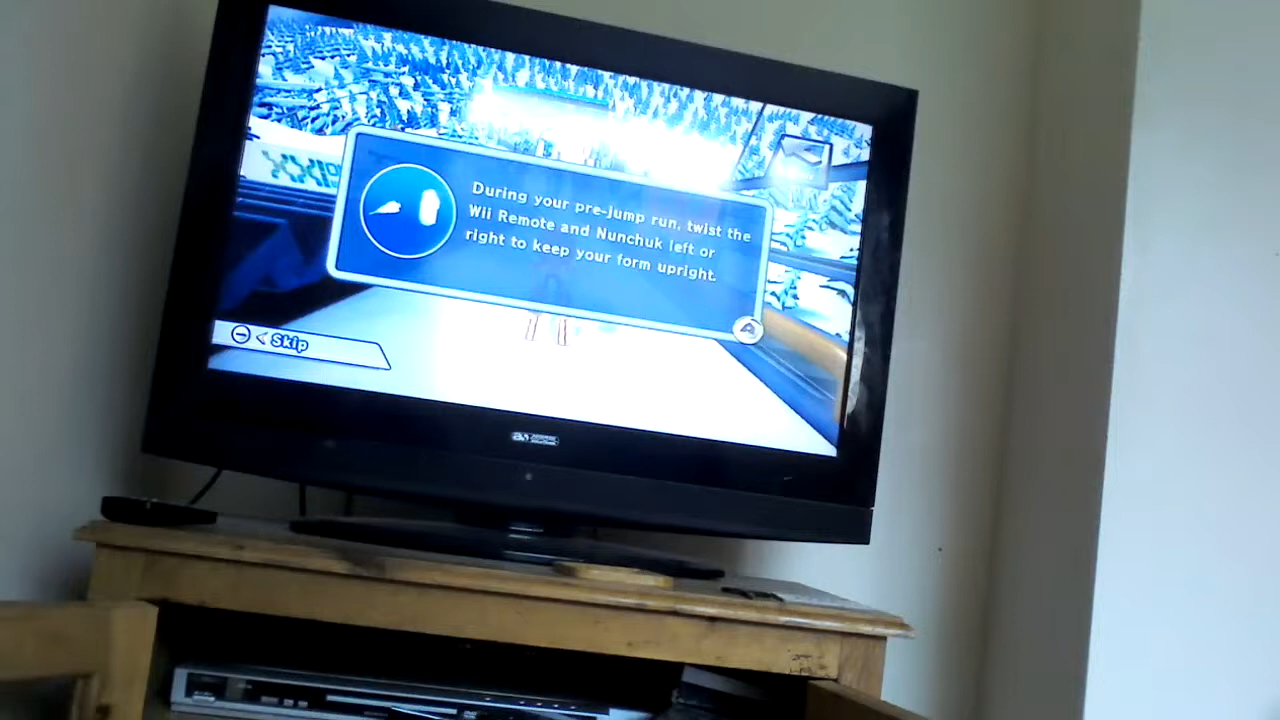 During your pre-jump run, twist the
Wii Remote and Nunchuk left or
right to keep your form upright.
A
Skip